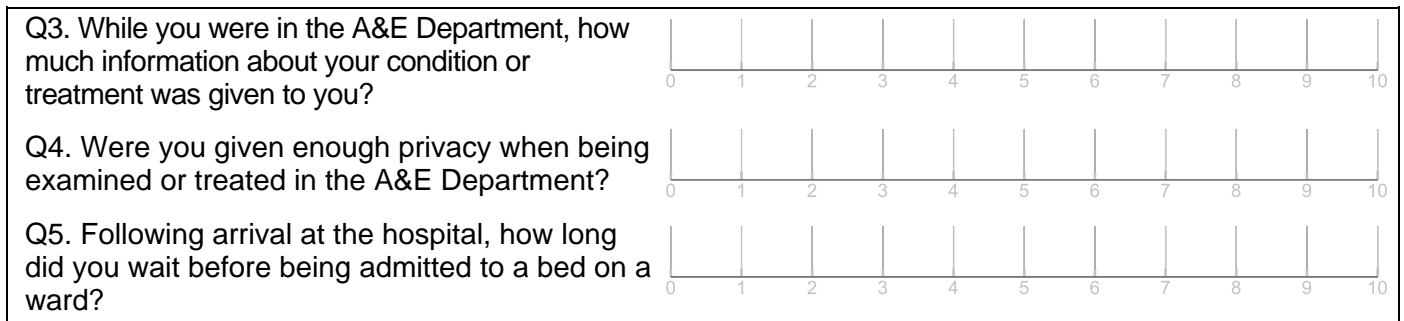 Q3. While you were in the A&E Department, how
much information about your condition or
treatment was given to you?
0 1 2 3 4 5 6 7 8 9 10
Q4. Were you given enough privacy when being
examined or treated in the A&E Department?
0 1 2 3 4 5 6 7 8 9 10
Q5. Following arrival at the hospital, how long
did you wait before being admitted to a bed on a
ward?
0 1 2 3 4 5 6 7 8 9 10